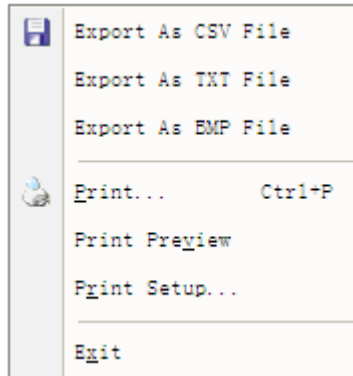 Export As CSV File
Export As TXT File
Export As BMP File
Print... Ctrl+P
Print Preview
Print Setup...
Exit